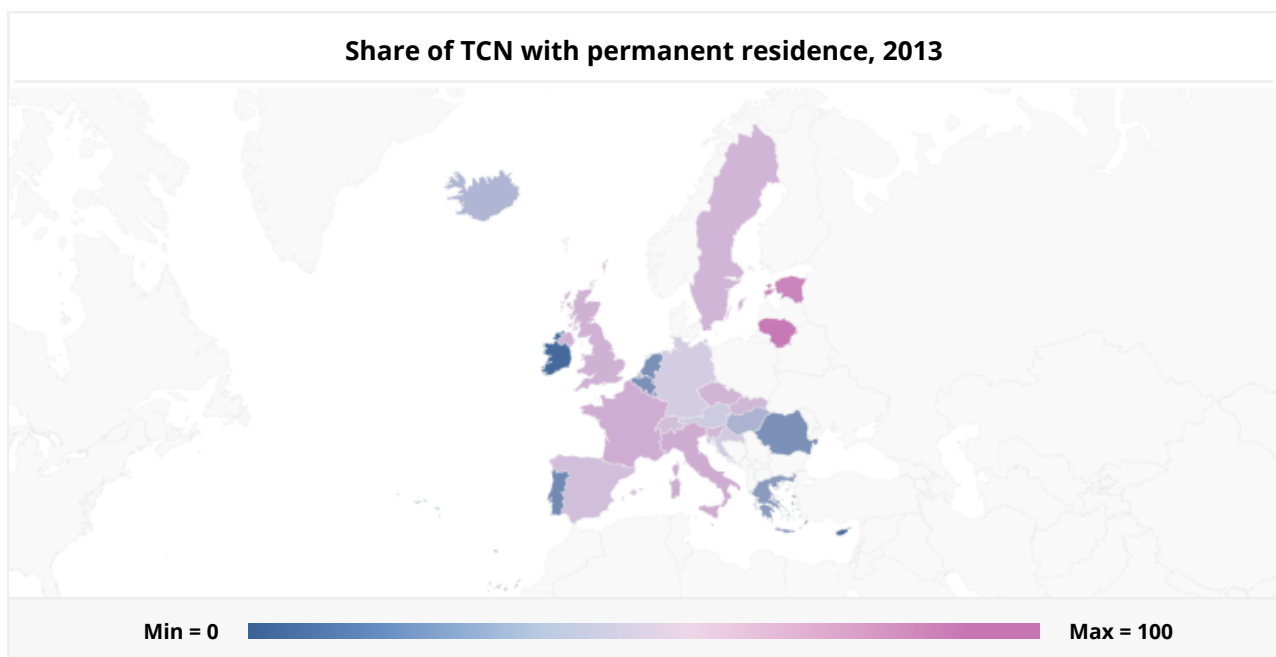 Share of TCN with permanent residence, 2013
Min = 0
Max = 100